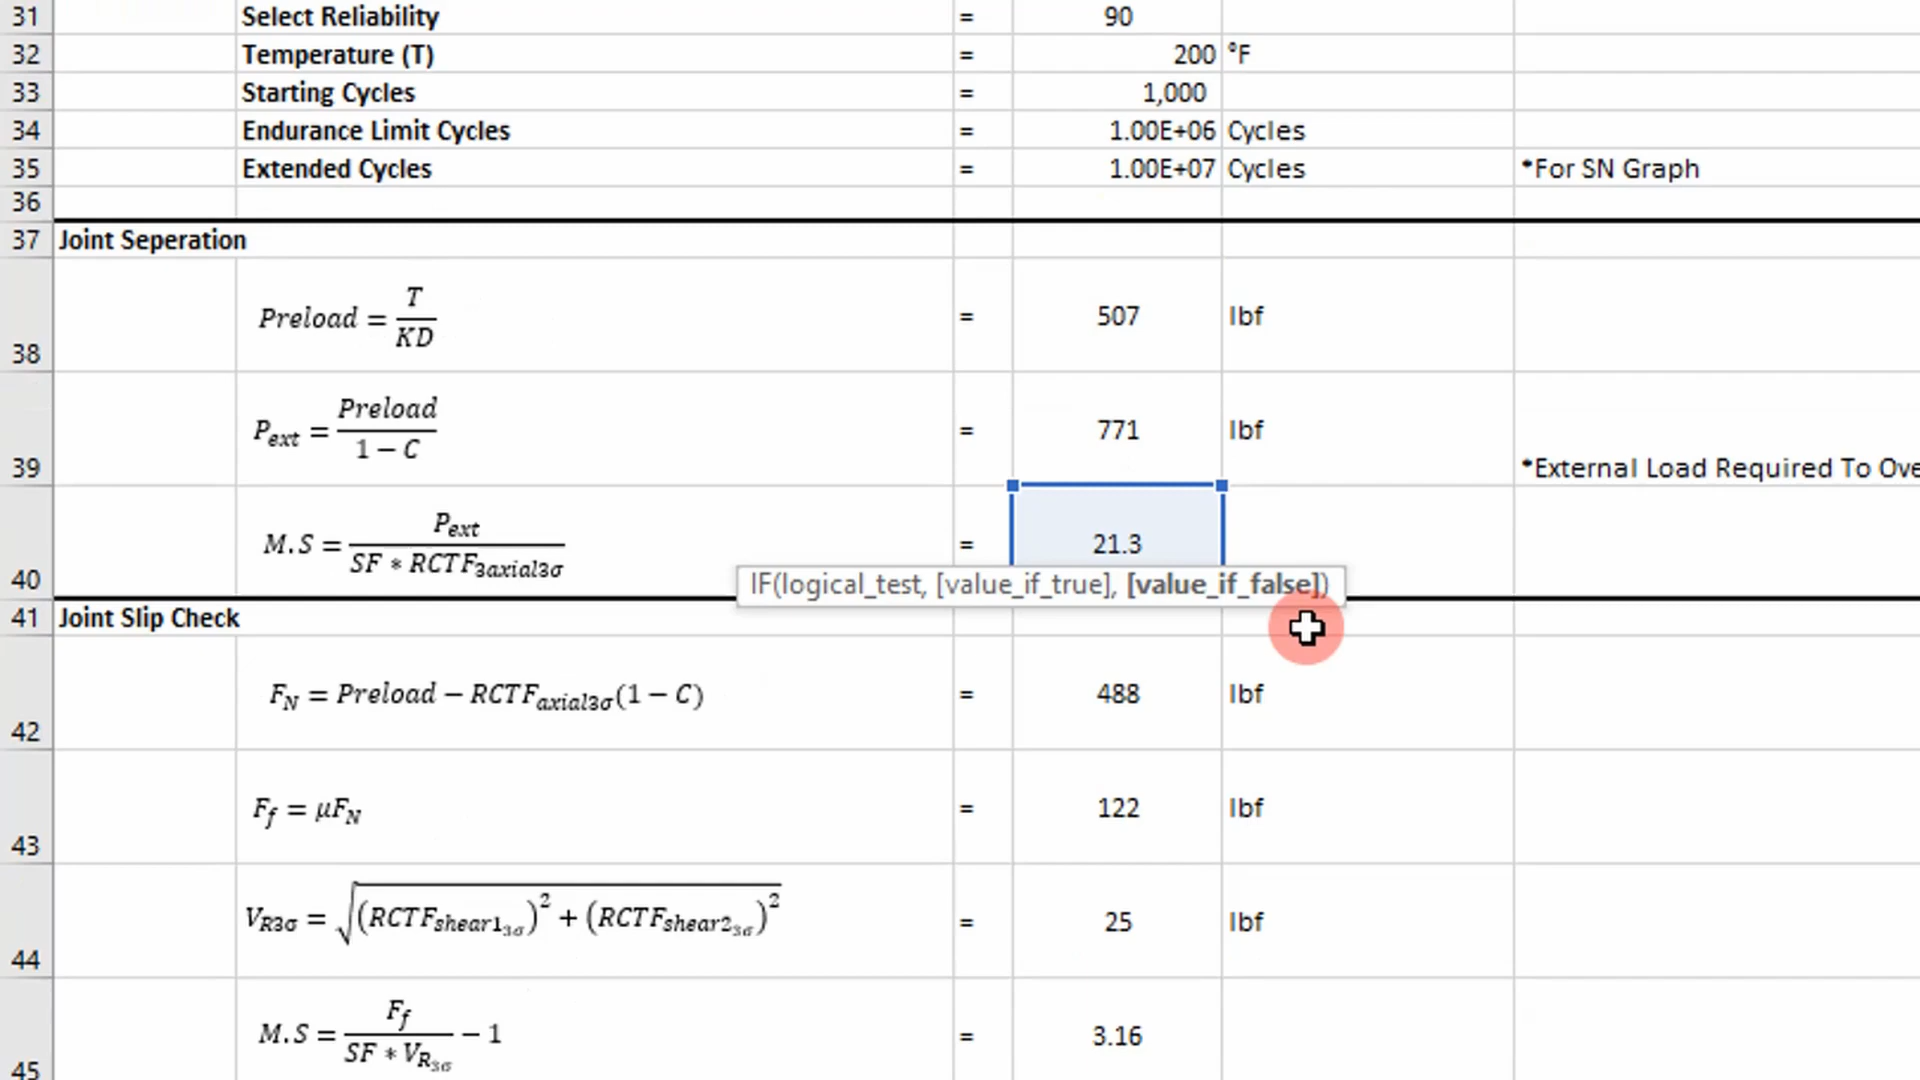 31 Select Reliability = 90
32 Temperature (T) = 200 °F
33 Starting Cycles = 1,000
34 Endurance Limit Cycles = 1.00E+06 Cycles
35 Extended Cycles = 1.00E+07 Cycles *For SN Graph
36
37 Joint Seperation
38 Preload = T / KD = 507 lbf
39 P_ext = Preload / 1 − C = 771 lbf *External Load Required To Ove
40 M.S = P_ext / SF * RCTF_3axial3σ = 21.3
IF(logical_test, [value_if_true], [value_if_false])
41 Joint Slip Check
42 F_N = Preload − RCTF_axial3σ(1 − C) = 488 lbf
43 F_f = μF_N = 122 lbf
44 V_R3σ = √(RCTF_shear1_3σ)² + (RCTF_shear2_3σ)² = 25 lbf
45 M.S = F_f / SF * V_R3σ − 1 = 3.16